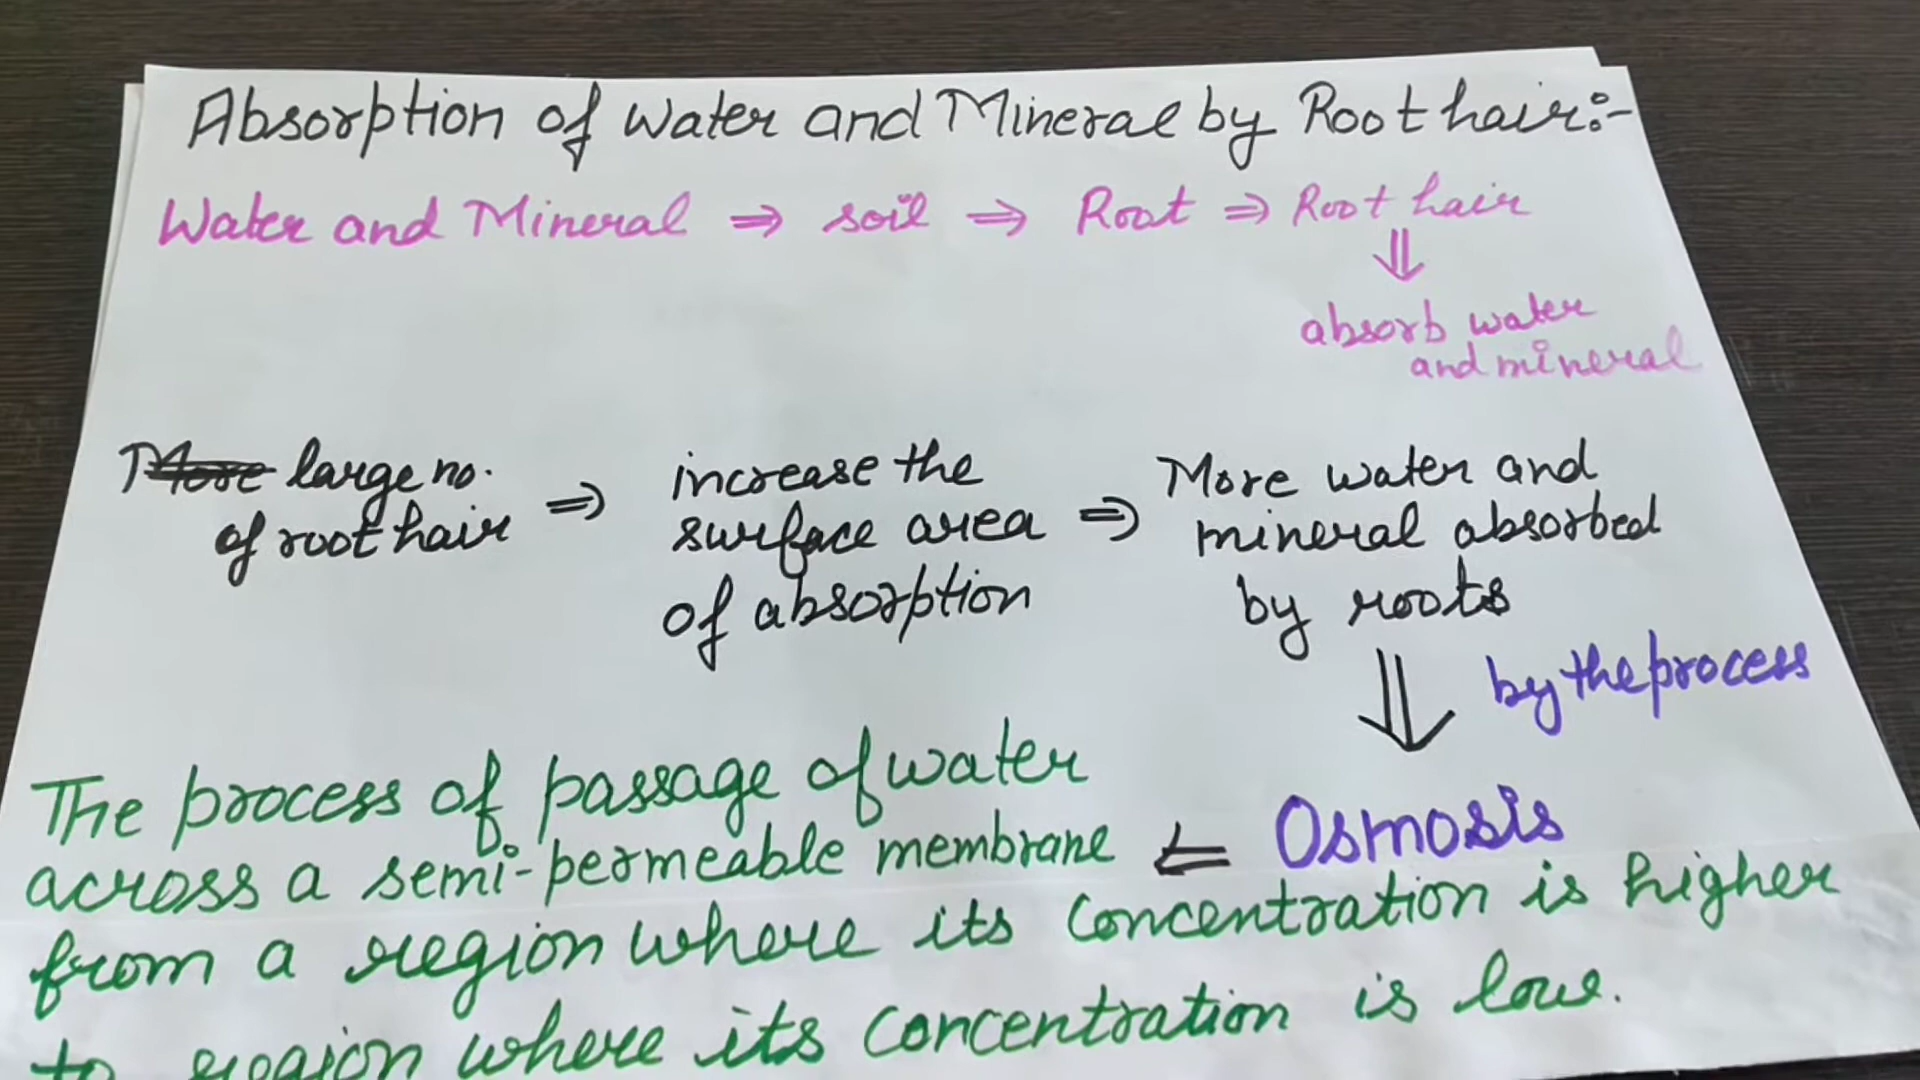 Absorption of water and Mineral by Root hair:-
Water and Mineral ⇒ soil ⇒ Root ⇒ Root hair
⇓
absorb water
and mineral
large no.
of root hair ⇒
increase the
surface area
of absorption ⇒
More water and
mineral absorbed
by roots
⇓ by the process
Osmosis
⇐
The process of passage of water
across a semi-permeable membrane
from a region where its concentration is higher
to region where its concentration is low.